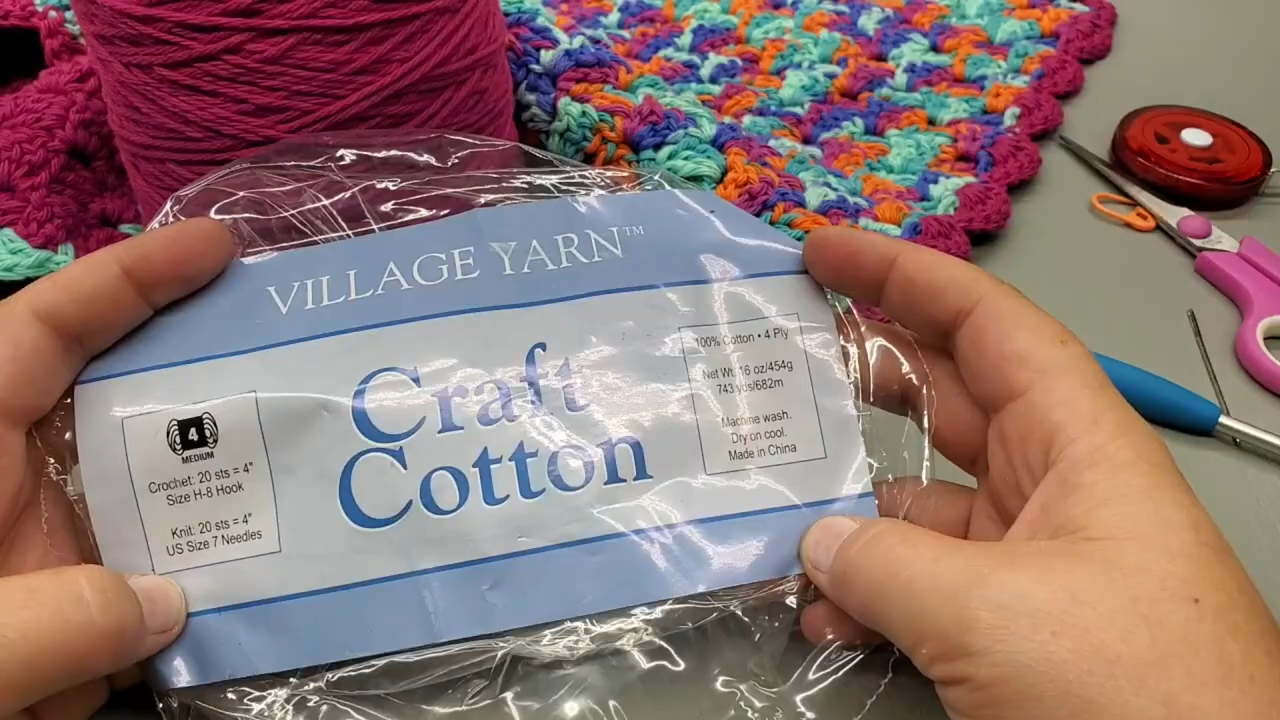 VILLAGE YARN™
Craft
Cotton
4
MEDIUM
Crochet: 20 sts = 4"
Size H-8 Hook
Knit: 20 sts = 4"
US Size 7 Needles
100% Cotton • 4 Ply
Net Wt. 16 oz/454g
743 yds/682m
Machine wash.
Dry on cool.
Made in China